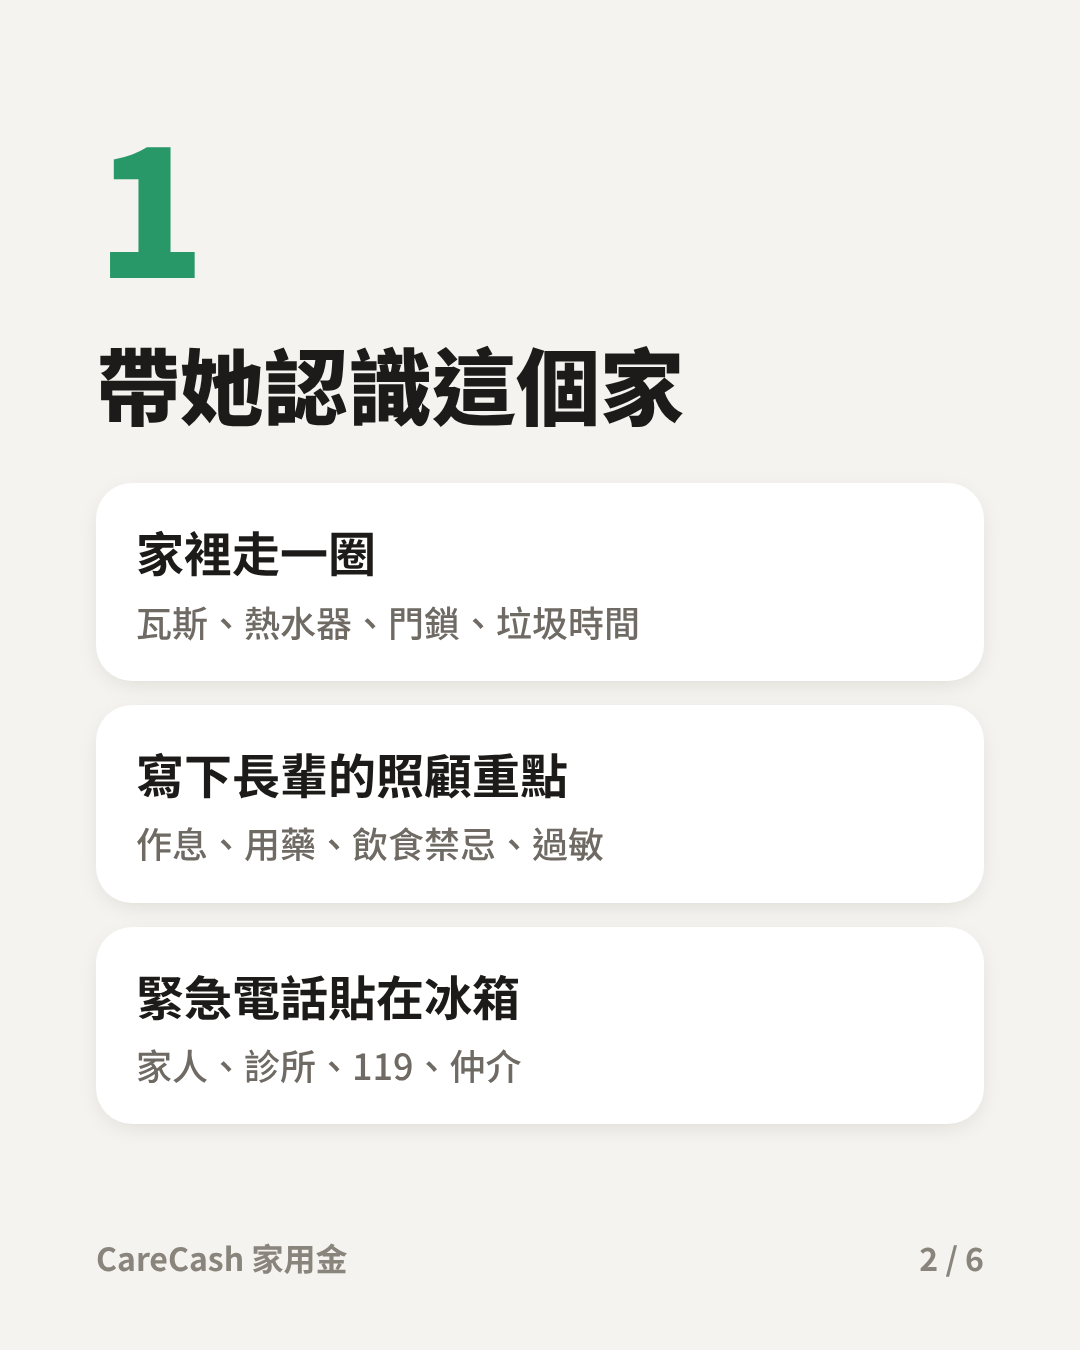 1
帶她認識這個家
家裡走一圈
瓦斯、熱水器、門鎖、垃圾時間
寫下長輩的照顧重點
作息、用藥、飲食禁忌、過敏
緊急電話貼在冰箱
家人、診所、119、仲介
CareCash 家用金
2 / 6